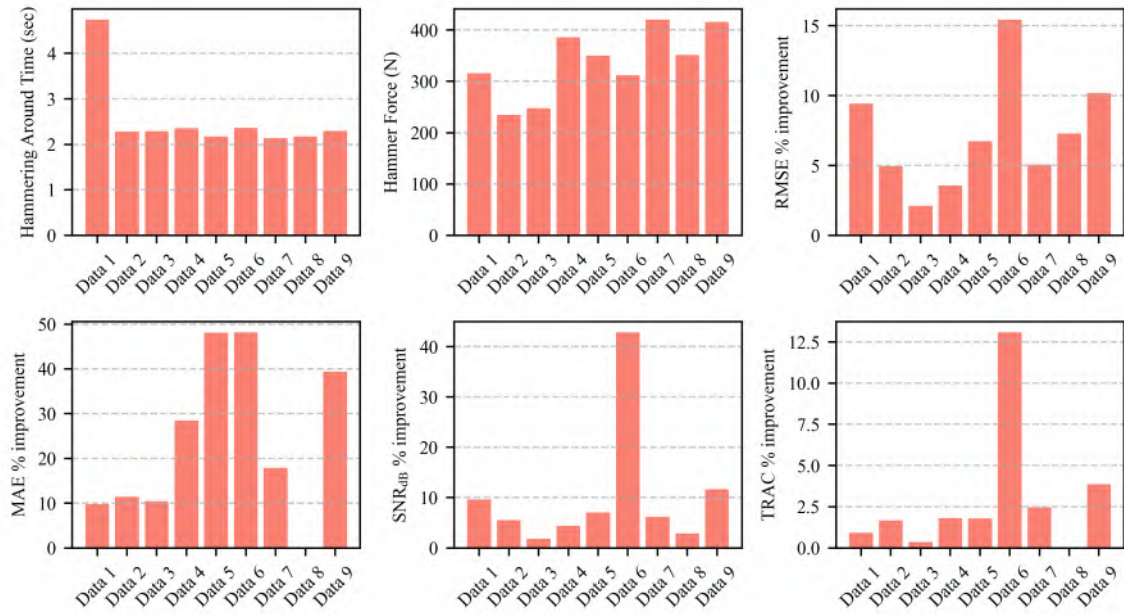 Hammering Around Time (sec)
4
3
2
1
0
Data 1 Data 2 Data 3 Data 4 Data 5 Data 6 Data 7 Data 8 Data 9
Hammer Force (N)
400
300
200
100
0
Data 1 Data 2 Data 3 Data 4 Data 5 Data 6 Data 7 Data 8 Data 9
RMSE % improvement
15
10
5
0
Data 1 Data 2 Data 3 Data 4 Data 5 Data 6 Data 7 Data 8 Data 9
MAE % improvement
50
40
30
20
10
0
Data 1 Data 2 Data 3 Data 4 Data 5 Data 6 Data 7 Data 8 Data 9
SNRdB % improvement
40
30
20
10
0
Data 1 Data 2 Data 3 Data 4 Data 5 Data 6 Data 7 Data 8 Data 9
TRAC % improvement
12.5
10.0
7.5
5.0
2.5
0.0
Data 1 Data 2 Data 3 Data 4 Data 5 Data 6 Data 7 Data 8 Data 9